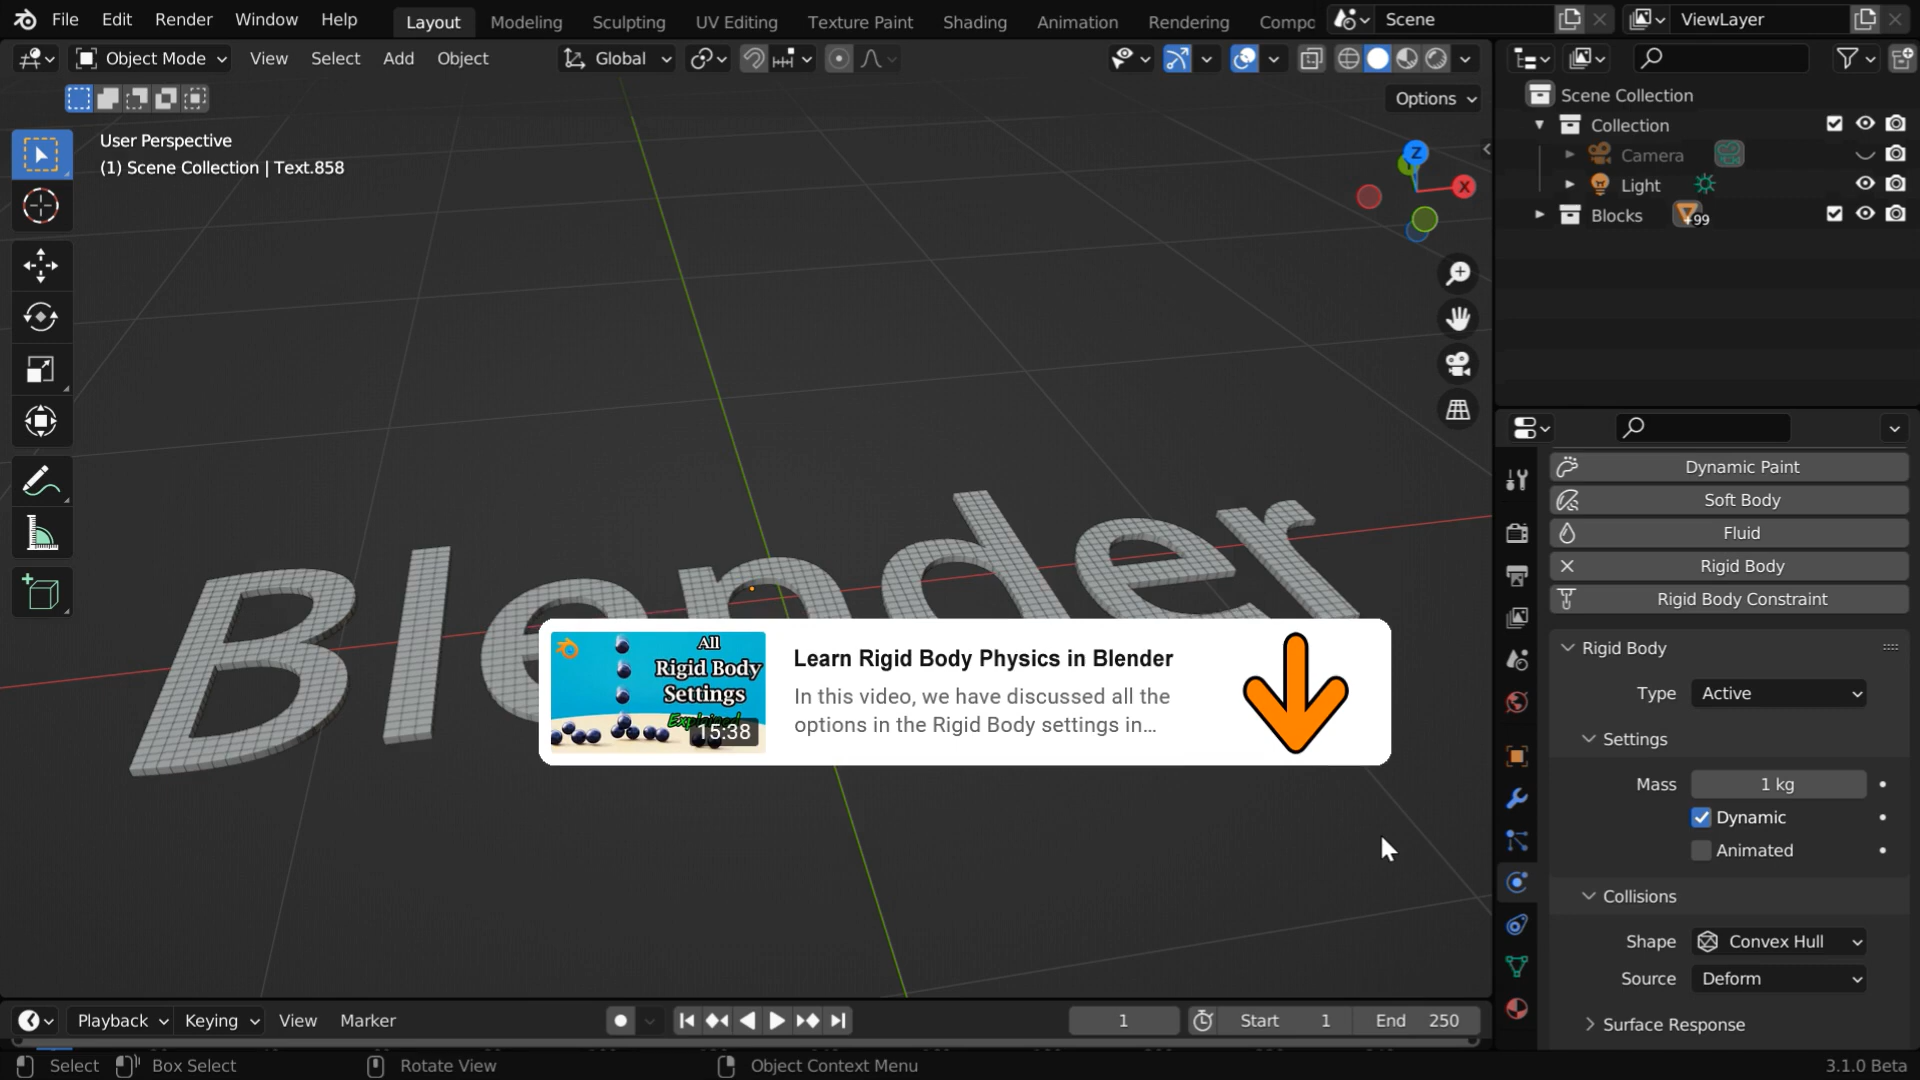 File Edit Render Window Help Layout Modeling Sculpting UV Editing Texture Paint Shading Animation Rendering Compo Scene ViewLayer
Object Mode View Select Add Object Global
Options
User Perspective
(1) Scene Collection | Text.858
Z
X
Scene Collection
Collection
Camera
Light
Blocks +99
Dynamic Paint
Soft Body
Fluid
Rigid Body
Rigid Body Constraint
Rigid Body
Type Active
Settings
Mass 1 kg
Dynamic
Animated
Collisions
Shape Convex Hull
Source Deform
Surface Response
Blender
All
Rigid Body
Settings
Explained
15:38
Learn Rigid Body Physics in Blender
In this video, we have discussed all the
options in the Rigid Body settings in...
Playback Keying View Marker 1 Start 1 End 250
Select Box Select Rotate View Object Context Menu 3.1.0 Beta